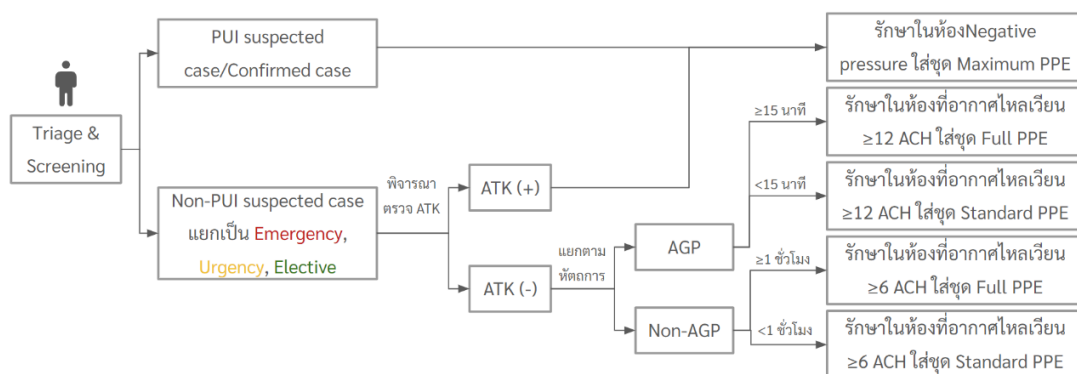 Triage &
Screening
PUI suspected
case/Confirmed case
Non-PUI suspected case
แยกเป็น Emergency,
Urgency, Elective
พิจารณา
ตรวจ ATK
ATK (+)
ATK (-)
แยกตาม
หัตถการ
AGP
Non-AGP
≥15 นาที
<15 นาที
≥1 ชั่วโมง
<1 ชั่วโมง
รักษาในห้องNegative
pressure ใส่ชุด Maximum PPE
รักษาในห้องที่อากาศไหลเวียน
≥12 ACH ใส่ชุด Full PPE
รักษาในห้องที่อากาศไหลเวียน
≥12 ACH ใส่ชุด Standard PPE
รักษาในห้องที่อากาศไหลเวียน
≥6 ACH ใส่ชุด Full PPE
รักษาในห้องที่อากาศไหลเวียน
≥6 ACH ใส่ชุด Standard PPE